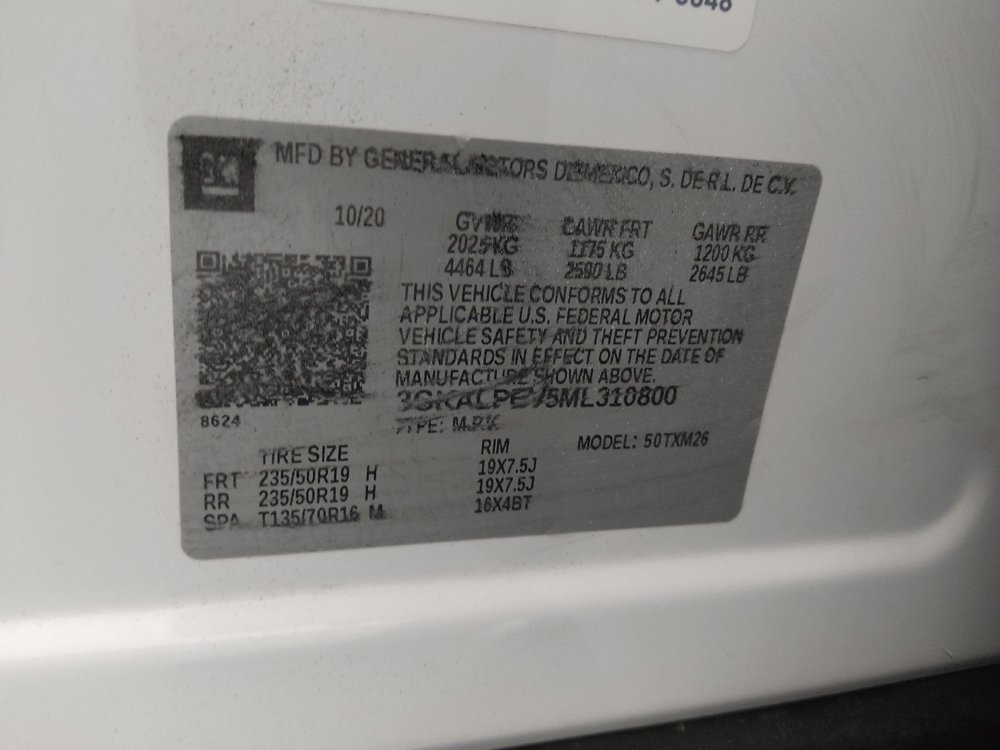 MFD BY GENERAL MOTORS DE MEXICO, S. DE R.L. DE C.V.
10/20 GVWR GAWR FRT GAWR RR
2025 KG 1175 KG 1200 KG
4464 LB 2590 LB 2645 LB
THIS VEHICLE CONFORMS TO ALL
APPLICABLE U.S. FEDERAL MOTOR
VEHICLE SAFETY AND THEFT PREVENTION
STANDARDS IN EFFECT ON THE DATE OF
MANUFACTURE SHOWN ABOVE.
3GKALPEV5ML310800
8624
TYPE: M.P.V.
TIRE SIZE RIM MODEL: 50TXM26
FRT 235/50R19 H 19X7.5J
RR 235/50R19 H 19X7.5J
SPA T135/70R16 M 16X4BT